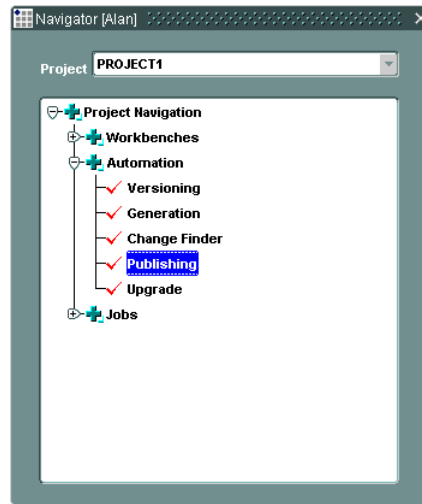 Navigator [Alan]
Project PROJECT1
Project Navigation
Workbenches
Automation
Versioning
Generation
Change Finder
Publishing
Upgrade
Jobs